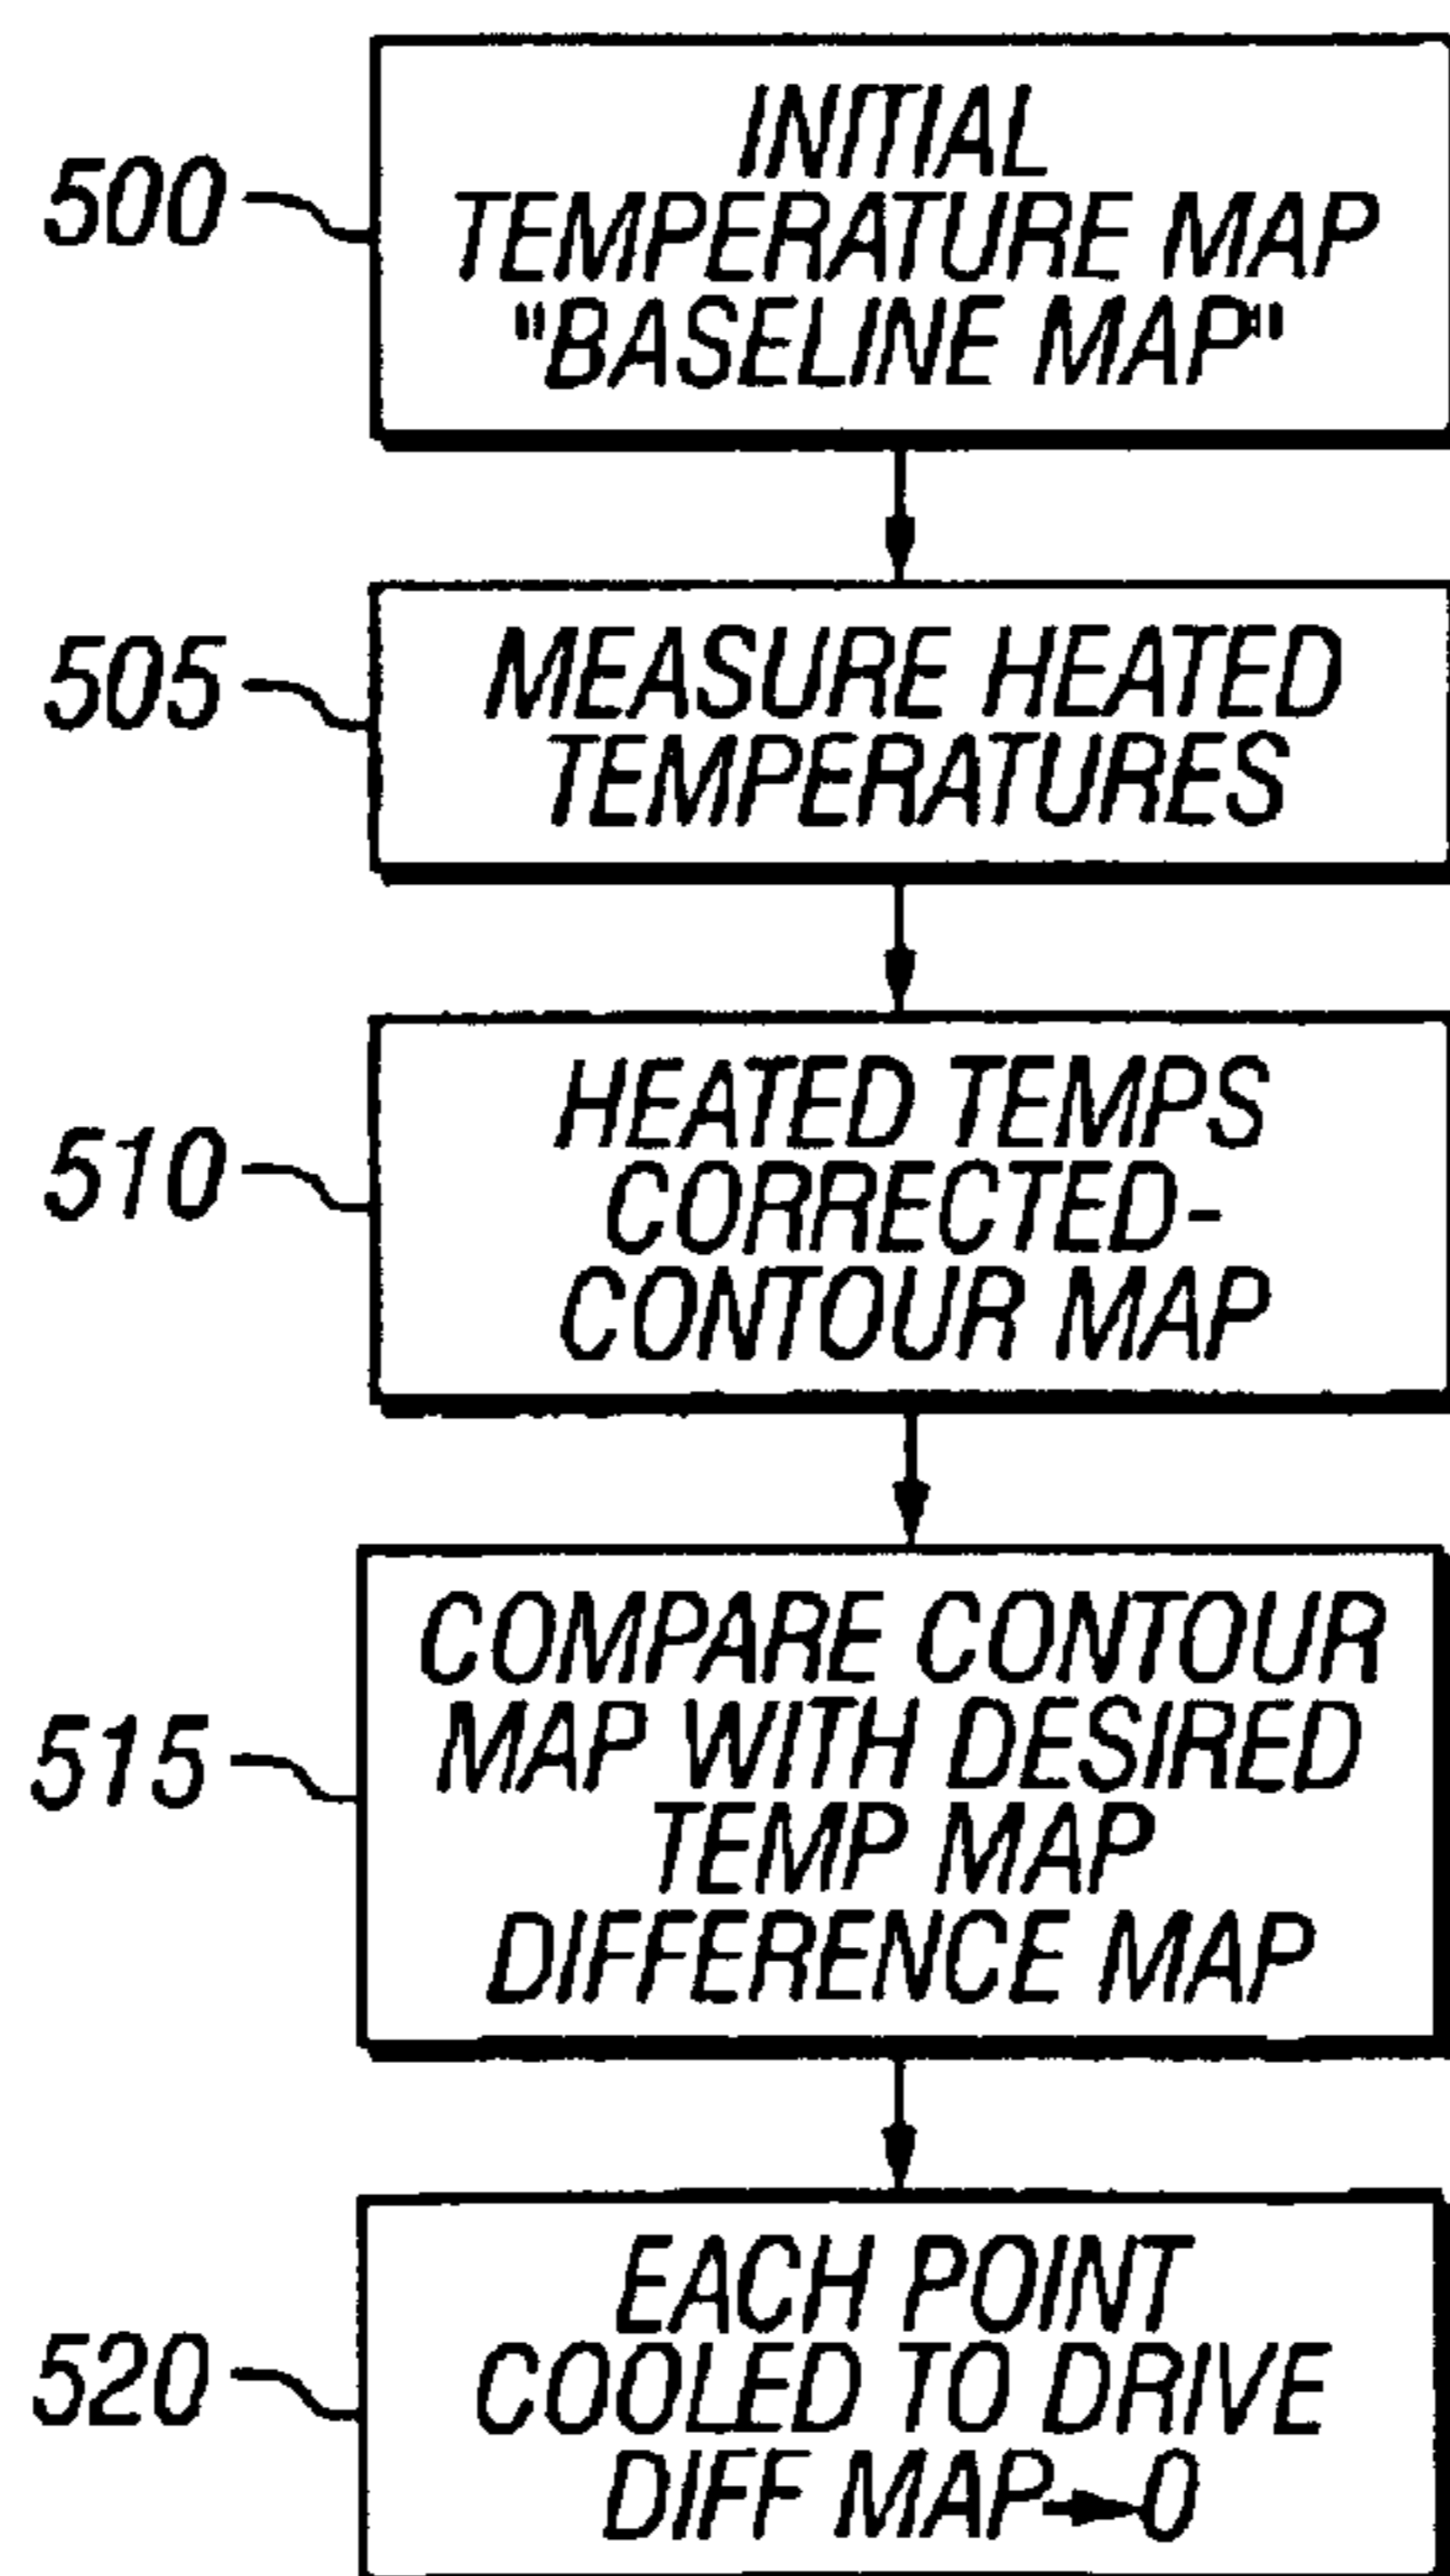 500
INITIAL
TEMPERATURE MAP
"BASELINE MAP"
505
MEASURE HEATED
TEMPERATURES
510
HEATED TEMPS
CORRECTED-
CONTOUR MAP
515
COMPARE CONTOUR
MAP WITH DESIRED
TEMP MAP
DIFFERENCE MAP
520
EACH POINT
COOLED TO DRIVE
DIFF MAP→0